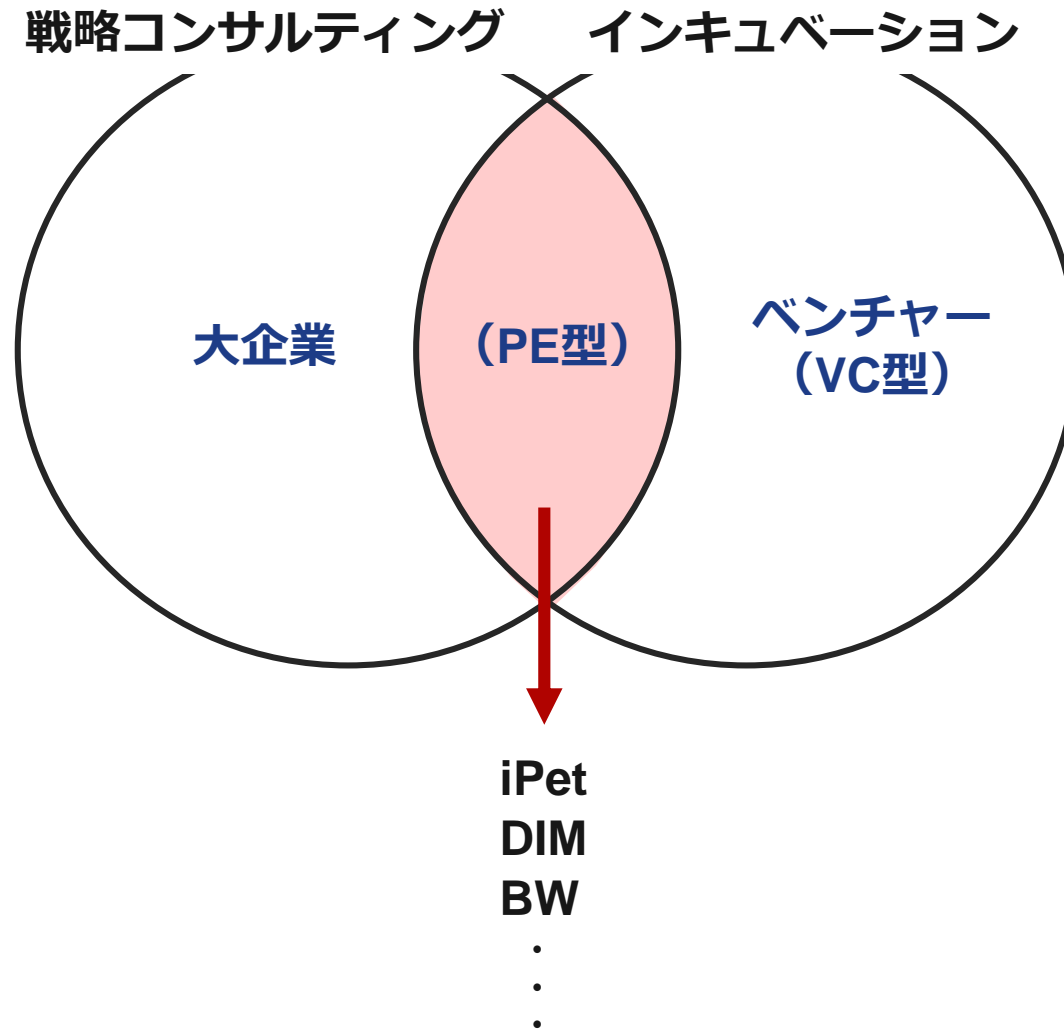 戦略コンサルティング
インキュベーション
大企業
（PE型）
ベンチャー
（VC型）
iPet
DIM
BW
・
・
・